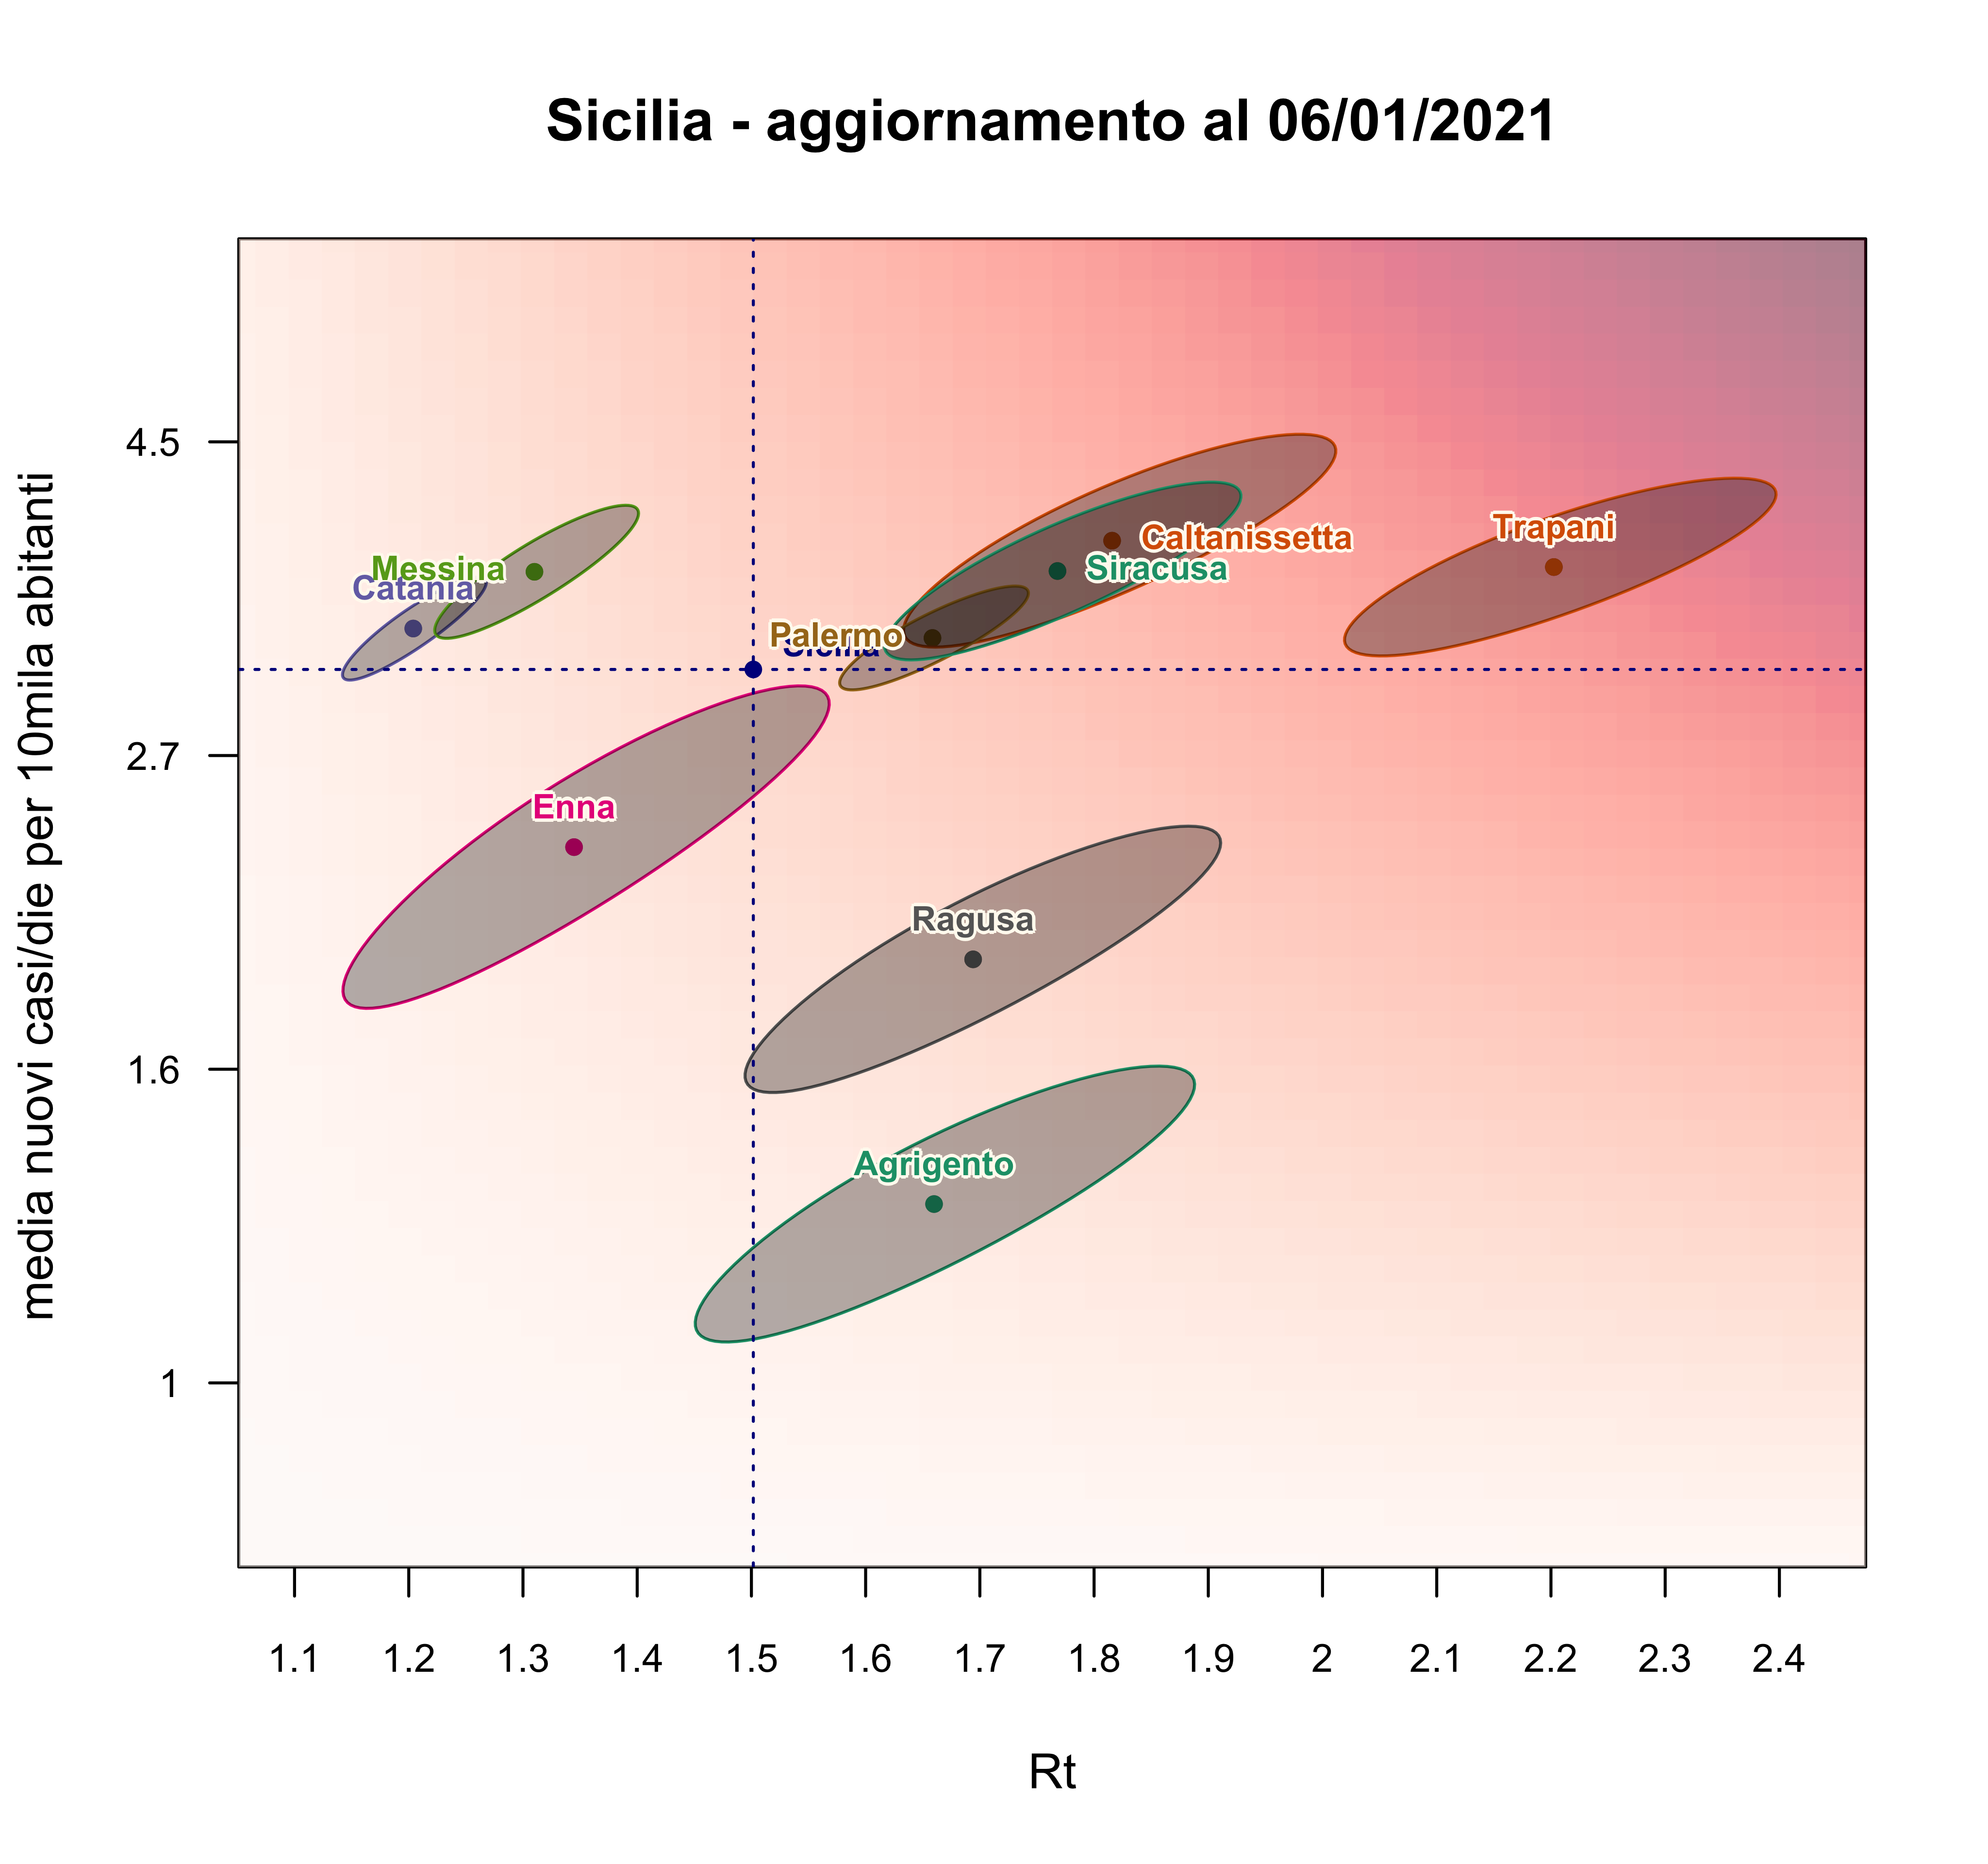 Sicilia - aggiornamento al 06/01/2021
media nuovi casi/die per 10mila abitanti
4.5
2.7
1.6
1
Trapani
Caltanissetta
Siracusa
Messina
Catania
Palermo
Sicilia
Enna
Ragusa
Agrigento
1.1 1.2 1.3 1.4 1.5 1.6 1.7 1.8 1.9 2 2.1 2.2 2.3 2.4
Rt